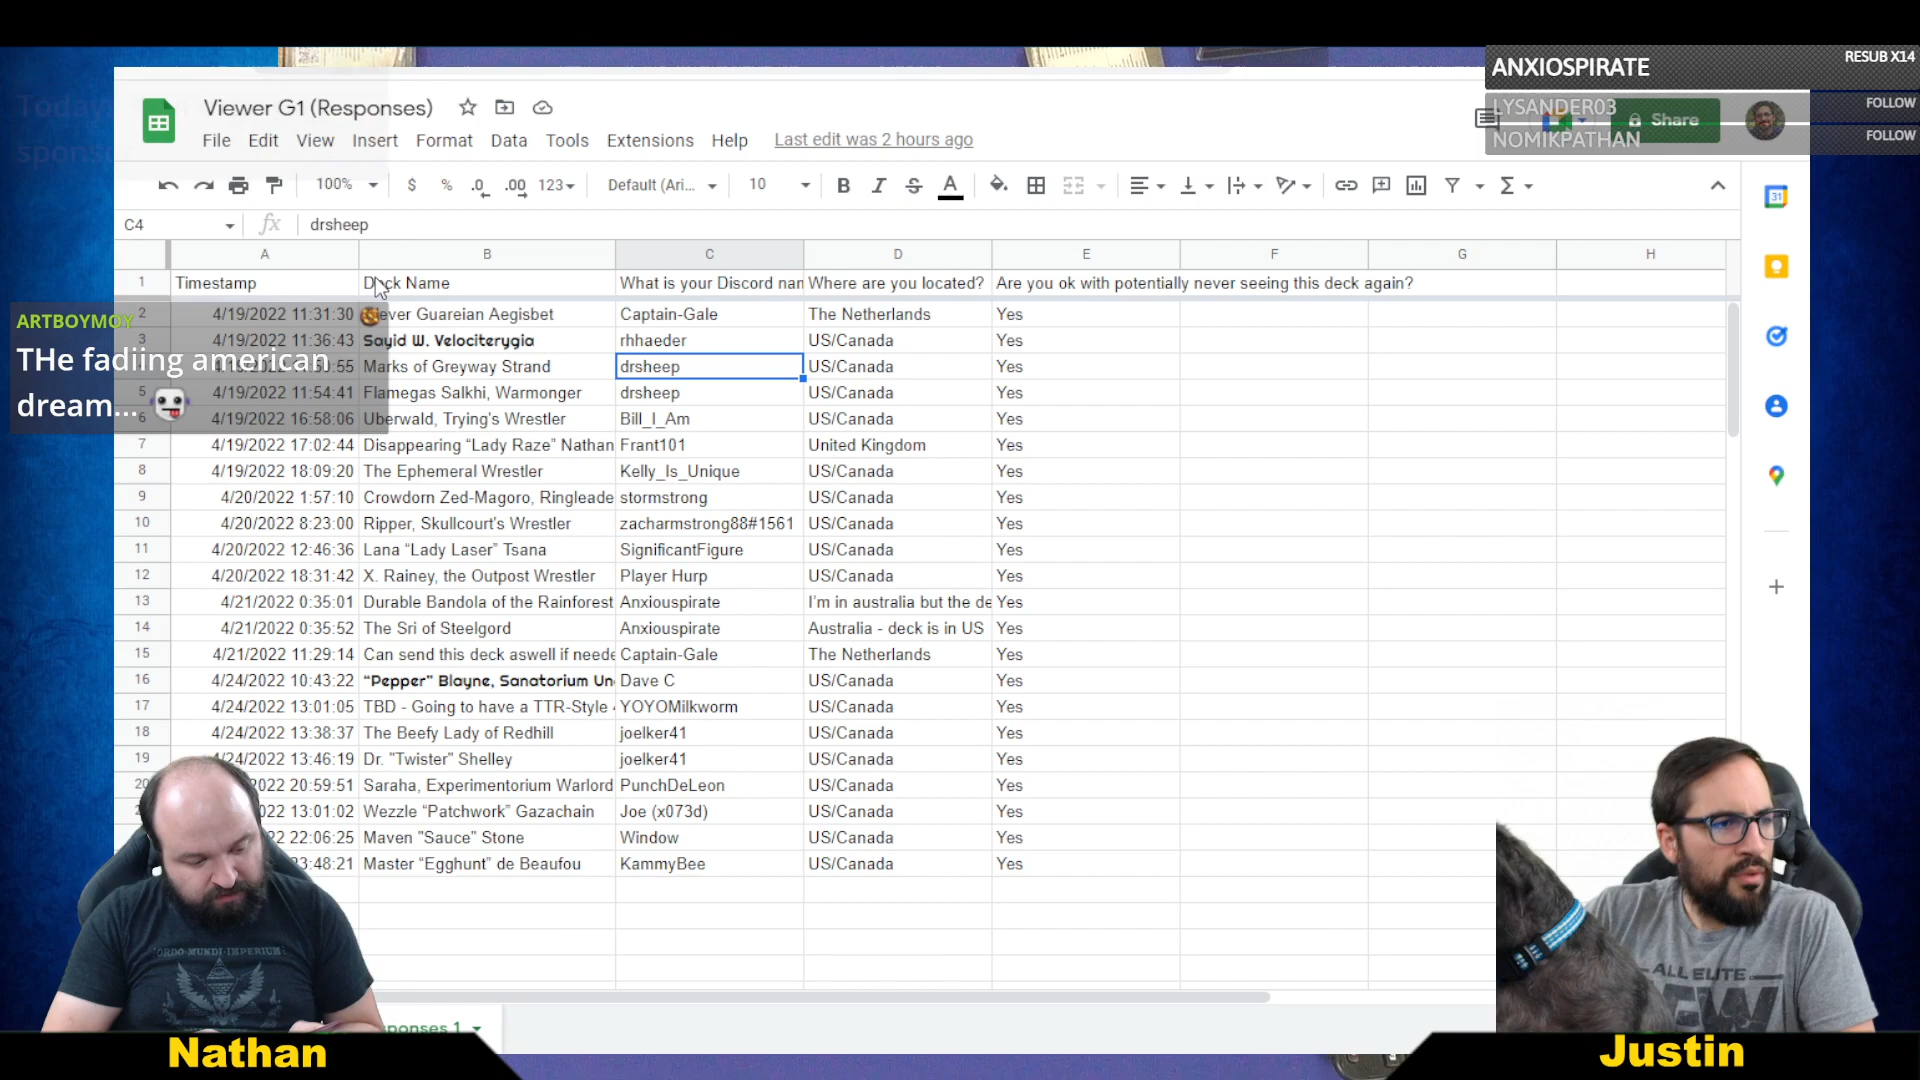 ANXIOSPIRATE RESUB X14
LYSANDER03 FOLLOW
NOMIKPATHAN FOLLOW
Viewer G1 (Responses)
Share
File Edit View Insert Format Data Tools Extensions Help Last edit was 2 hours ago
100% $ % .0 .00 123 Default (Ari... 10 B I S A
C4 fx drsheep
A B C D E F G H
1 Timestamp Deck Name What is your Discord nam Where are you located? Are you ok with potentially never seeing this deck again?
2 4/19/2022 11:31:30 Guareian Aegisbet Captain-Gale The Netherlands Yes
3 4/19/2022 11:36:43 Sayid W. Velociterygia rhhaeder US/Canada Yes
Marks of Greyway Strand drsheep US/Canada Yes
5 4/19/2022 11:54:41 Flamegas Salkhi, Warmonger drsheep US/Canada Yes
6 4/19/2022 16:58:06 Uberwald, Trying's Wrestler Bill_I_Am US/Canada Yes
7 4/19/2022 17:02:44 Disappearing “Lady Raze” Nathan Frant101 United Kingdom Yes
8 4/19/2022 18:09:20 The Ephemeral Wrestler Kelly_Is_Unique US/Canada Yes
9 4/20/2022 1:57:10 Crowdorn Zed-Magoro, Ringleade stormstrong US/Canada Yes
10 4/20/2022 8:23:00 Ripper, Skullcourt's Wrestler zacharmstrong88#1561 US/Canada Yes
11 4/20/2022 12:46:36 Lana “Lady Laser” Tsana SignificantFigure US/Canada Yes
12 4/20/2022 18:31:42 X. Rainey, the Outpost Wrestler Player Hurp US/Canada Yes
13 4/21/2022 0:35:01 Durable Bandola of the Rainforest Anxiouspirate I'm in australia but the de Yes
14 4/21/2022 0:35:52 The Sri of Steelgord Anxiouspirate Australia - deck is in US Yes
15 4/21/2022 11:29:14 Can send this deck aswell if neede Captain-Gale The Netherlands Yes
16 4/24/2022 10:43:22 “Pepper” Blayne, Sanatorium Un Dave C US/Canada Yes
17 4/24/2022 13:01:05 TBD - Going to have a TTR-Style YOYOMilkworm US/Canada Yes
18 4/24/2022 13:38:37 The Beefy Lady of Redhill joelker41 US/Canada Yes
19 4/24/2022 13:46:19 Dr. "Twister" Shelley joelker41 US/Canada Yes
20 022 20:59:51 Saraha, Experimentorium Warlord PunchDeLeon US/Canada Yes
022 13:01:02 Wezzle “Patchwork” Gazachain Joe (x073d) US/Canada Yes
022 22:06:25 Maven "Sauce" Stone Window US/Canada Yes
3:48:21 Master “Egghunt” de Beaufou KammyBee US/Canada Yes
ARTBOYMOY
THe fadiing american
dream...
31
ORDO·MUNDI·IMPERIUM
ALL ELITE
ponses 1
Nathan
Justin